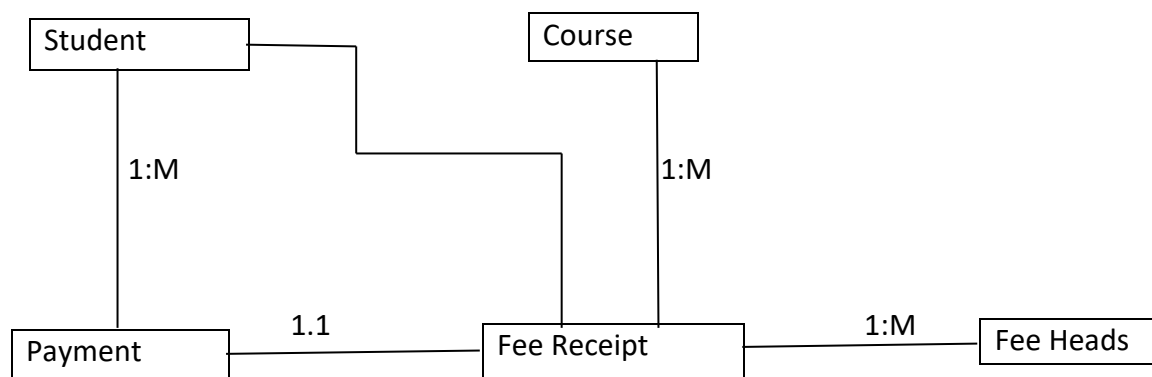 Student
Course
1:M
1:M
Payment
1.1
Fee Receipt
1:M
Fee Heads